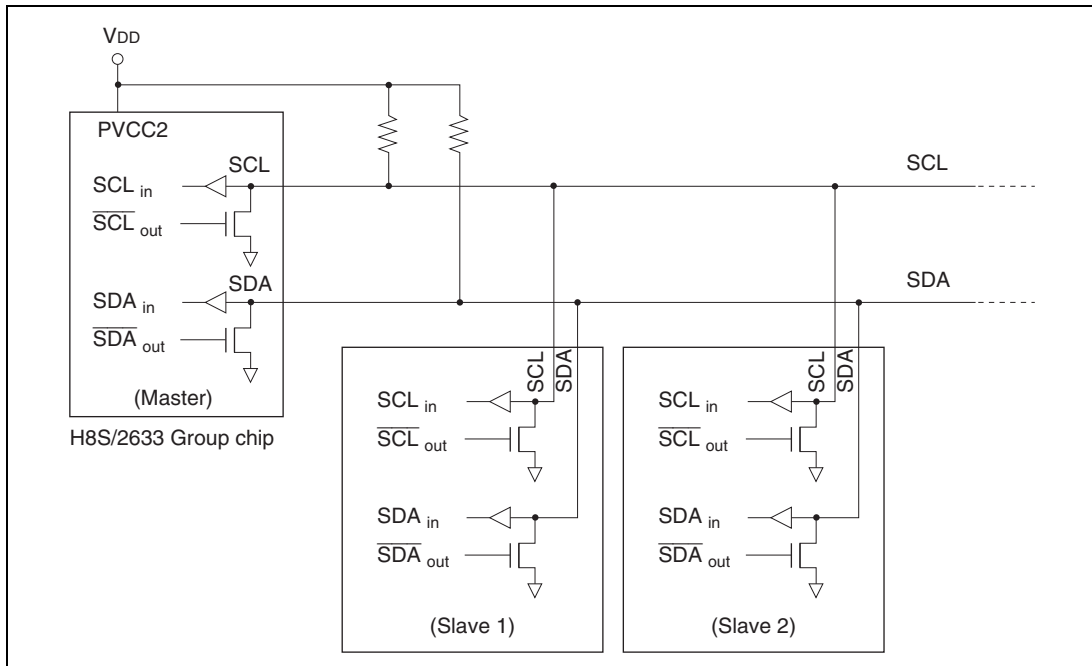 VDD
PVCC2
SCL
SCL in
SCL out
SDA
SDA in
SDA out
(Master)
H8S/2633 Group chip
SCL
SDA
SCL
SDA
SCL in
SCL out
SDA in
SDA out
(Slave 1)
SCL
SDA
SCL in
SCL out
SDA in
SDA out
(Slave 2)